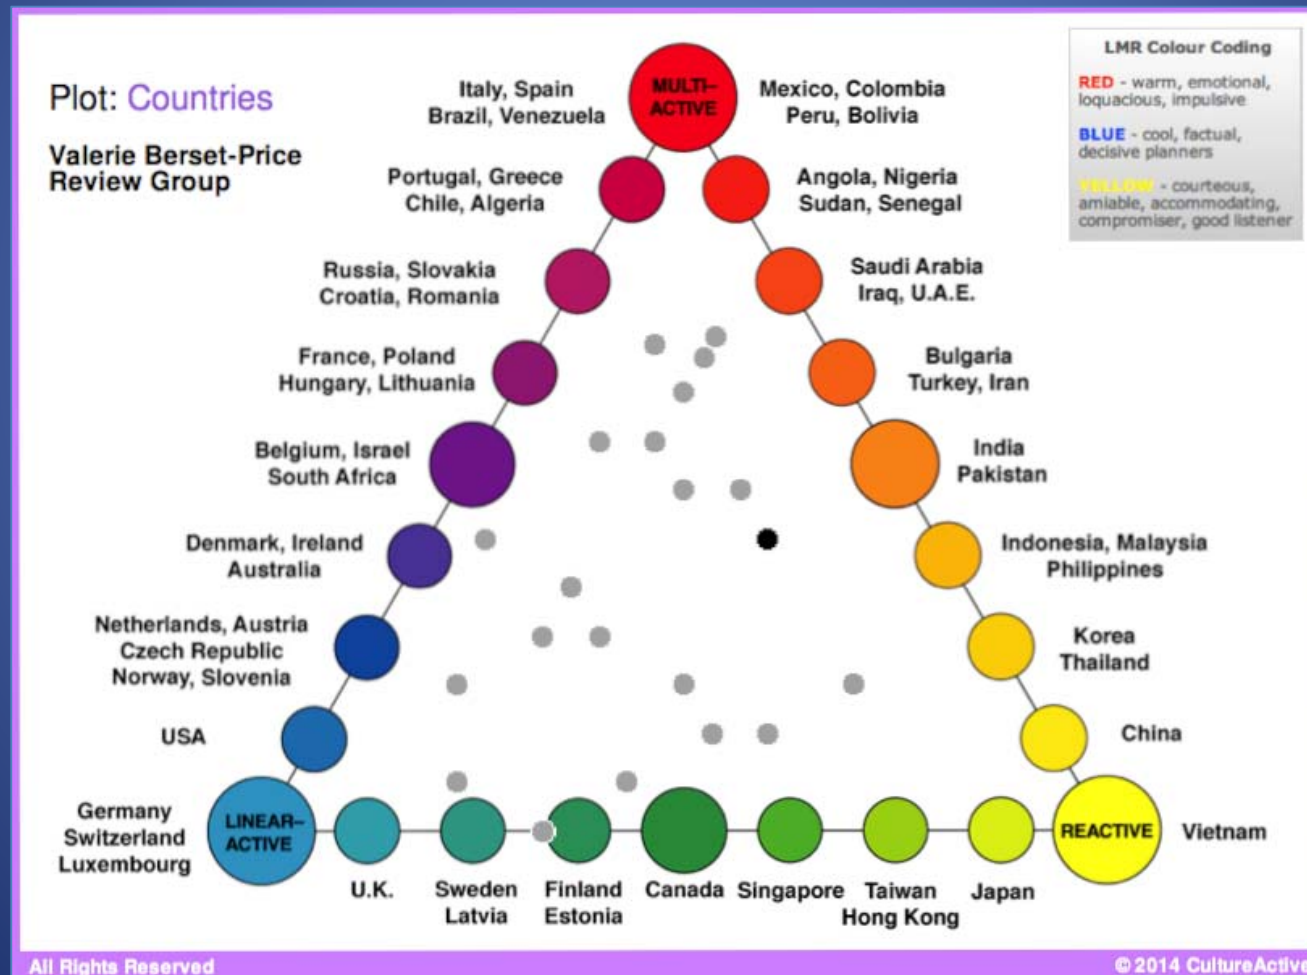 Plot: Countries
Valerie Berset-Price
Review Group
LMR Colour Coding
RED - warm, emotional,
loquacious, impulsive
BLUE - cool, factual,
decisive planners
YELLOW - courteous,
amiable, accommodating,
compromiser, good listener
MULTI-
ACTIVE
Italy, Spain
Brazil, Venezuela
Mexico, Colombia
Peru, Bolivia
Portugal, Greece
Chile, Algeria
Angola, Nigeria
Sudan, Senegal
Russia, Slovakia
Croatia, Romania
Saudi Arabia
Iraq, U.A.E.
France, Poland
Hungary, Lithuania
Bulgaria
Turkey, Iran
Belgium, Israel
South Africa
India
Pakistan
Denmark, Ireland
Australia
Indonesia, Malaysia
Philippines
Netherlands, Austria
Czech Republic
Norway, Slovenia
Korea
Thailand
USA
China
Germany
Switzerland
Luxembourg
LINEAR-
ACTIVE
REACTIVE
Vietnam
U.K.
Sweden
Latvia
Finland
Estonia
Canada
Singapore
Taiwan
Hong Kong
Japan
All Rights Reserved
© 2014 CultureActive